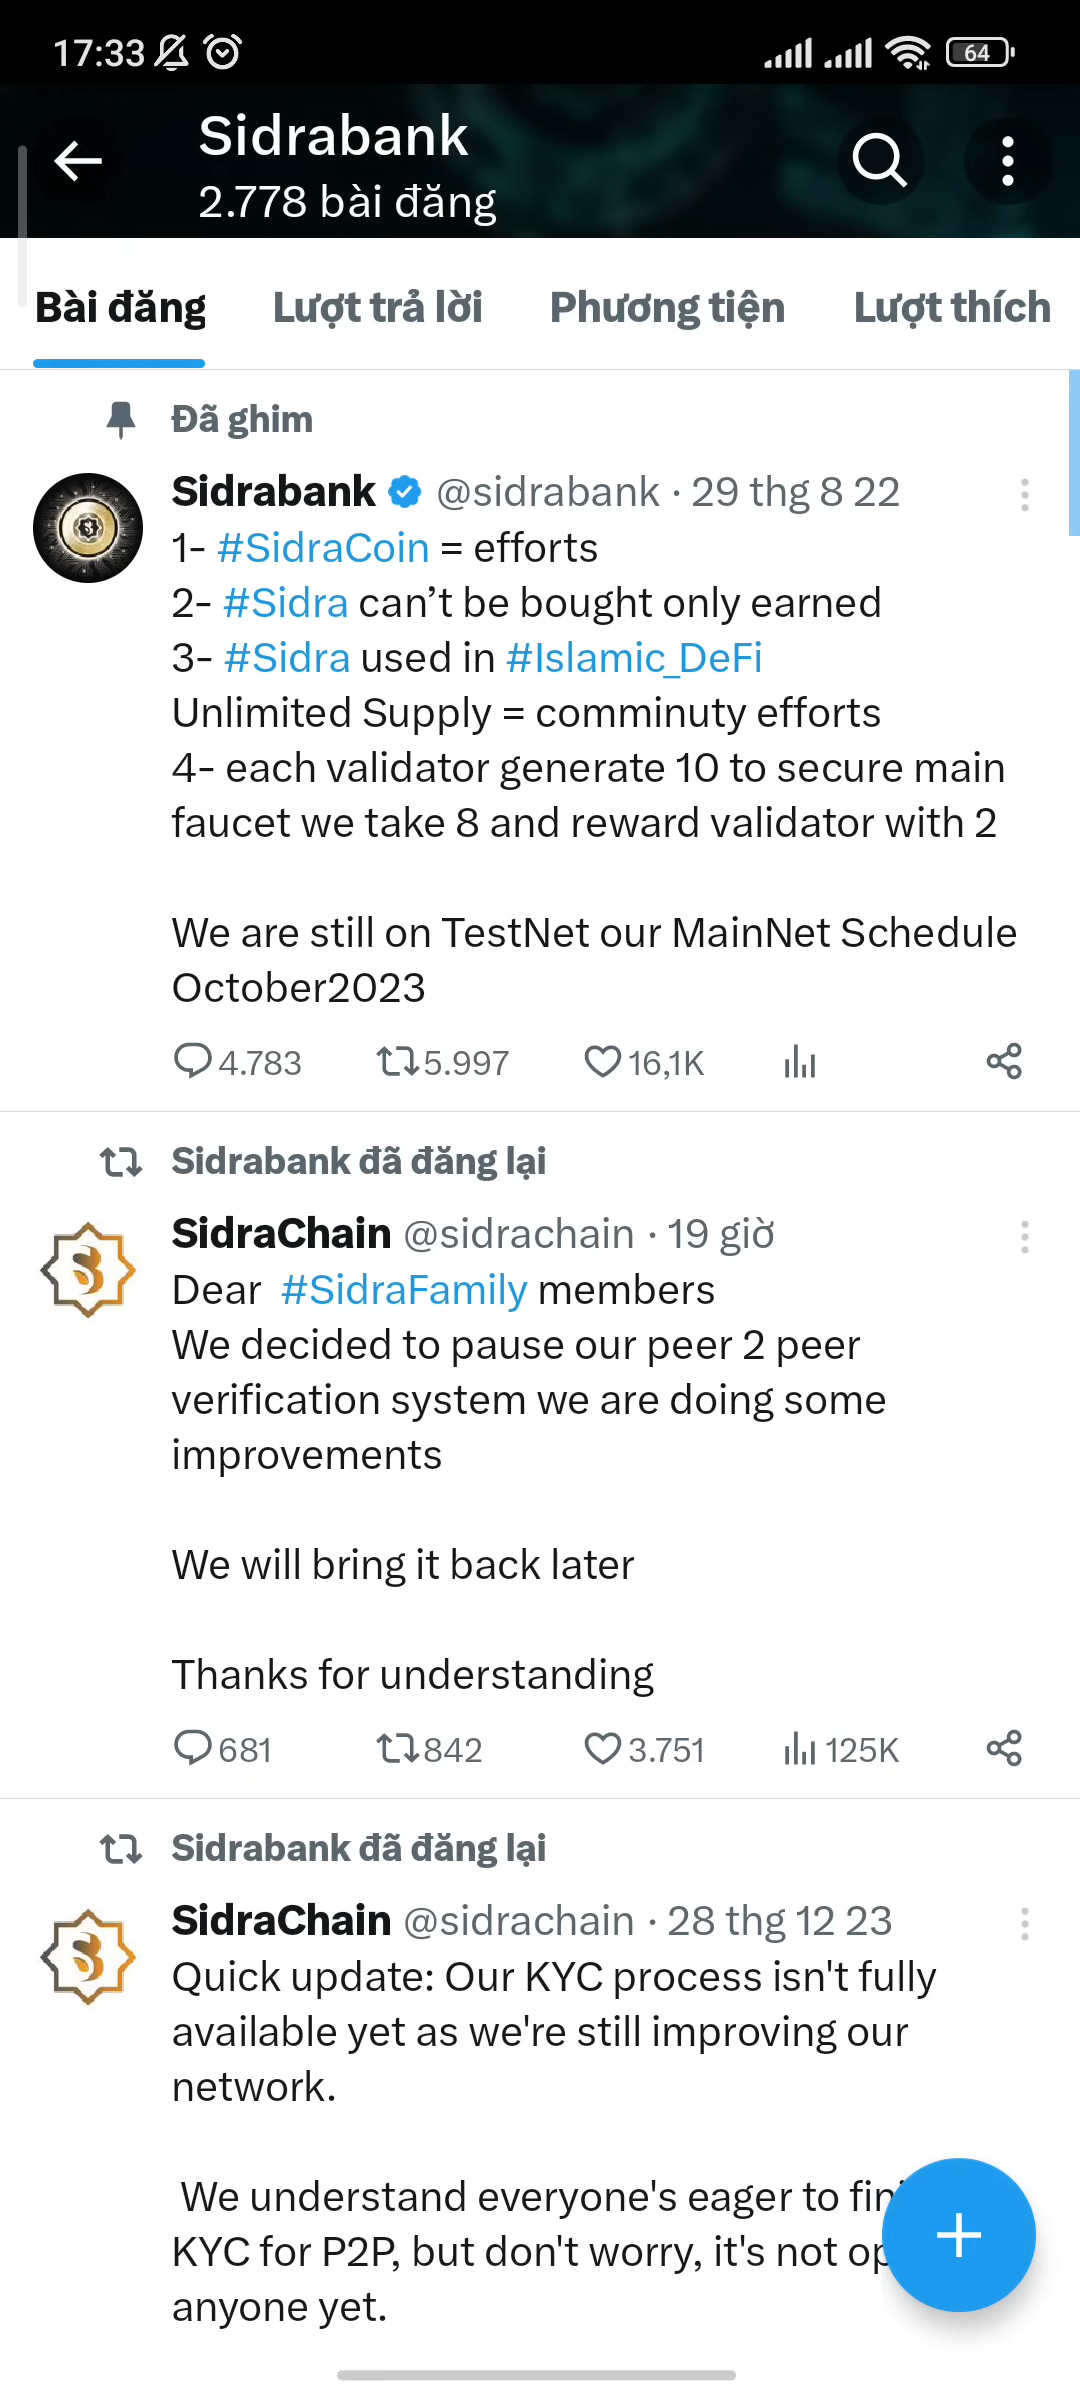 17:33
64
Sidrabank
2.778 bài đăng
Bài đăng Lượt trả lời Phương tiện Lượt thích
Đã ghim
Sidrabank @sidrabank · 29 thg 8 22
1- #SidraCoin = efforts
2- #Sidra can’t be bought only earned
3- #Sidra used in #Islamic_DeFi
Unlimited Supply = comminuty efforts
4- each validator generate 10 to secure main
faucet we take 8 and reward validator with 2
We are still on TestNet our MainNet Schedule
October2023
4.783 5.997 16,1K
Sidrabank đã đăng lại
SidraChain @sidrachain · 19 giờ
Dear #SidraFamily members
We decided to pause our peer 2 peer
verification system we are doing some
improvements
We will bring it back later
Thanks for understanding
681 842 3.751 125K
Sidrabank đã đăng lại
SidraChain @sidrachain · 28 thg 12 23
Quick update: Our KYC process isn't fully
available yet as we're still improving our
network.
We understand everyone's eager to
KYC for P2P, but don't worry, it's not
anyone yet.